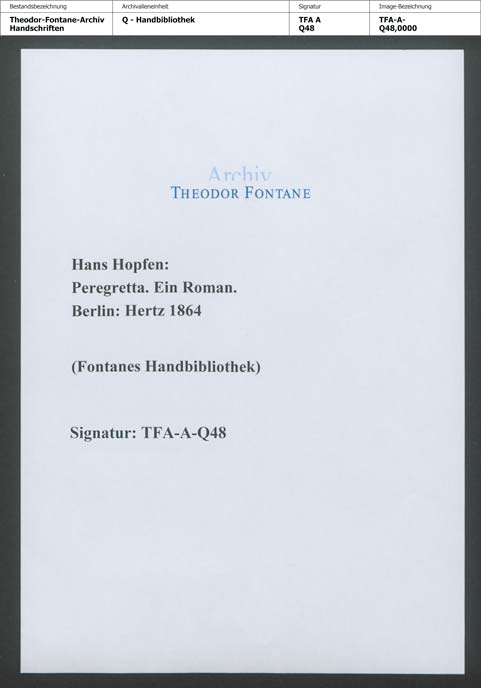 Bestandsbezeichnung Archivalieneinheit Signatur Image-Bezeichnung
Theodor-Fontane-Archiv Q - Handbibliothek TFA A TFA-A-
Handschriften Q48 Q48,0000
Archiv
THEODOR FONTANE
Hans Hopfen:
Peregretta. Ein Roman.
Berlin: Hertz 1864
(Fontanes Handbibliothek)
Signatur: TFA-A-Q48